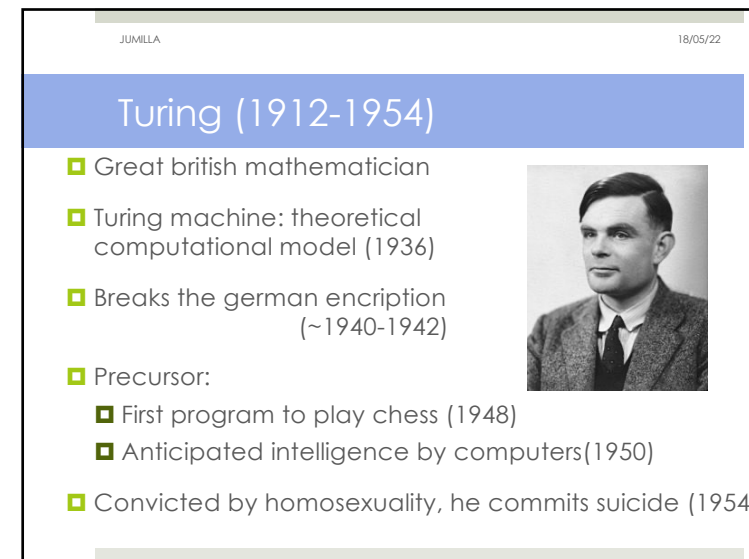 JUMILLA 18/05/22
Turing (1912-1954)
Great british mathematician
Turing machine: theoretical
computational model (1936)
Breaks the german encription
(~1940-1942)
Precursor:
First program to play chess (1948)
Anticipated intelligence by computers(1950)
Convicted by homosexuality, he commits suicide (1954